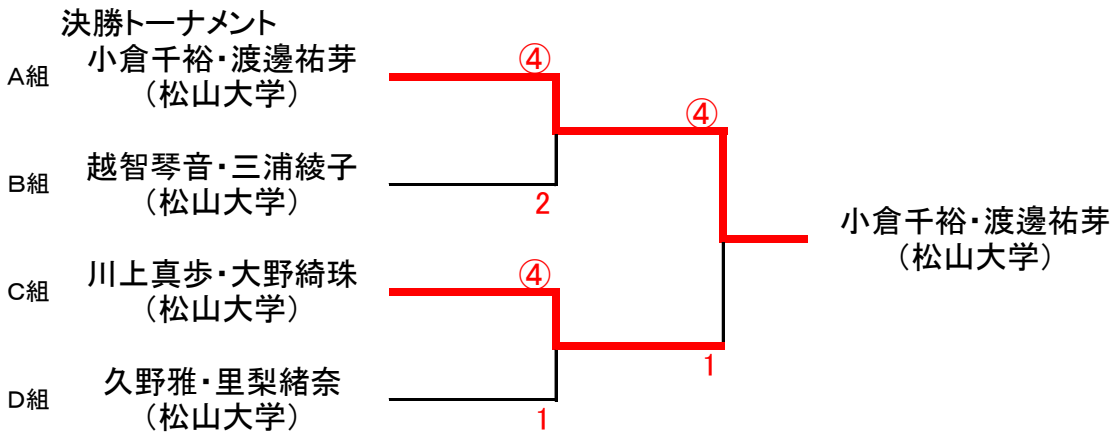 決勝トーナメント
A組
小倉千裕・渡邊祐芽
(松山大学)
④
④
B組
越智琴音・三浦綾子
(松山大学)
2
小倉千裕・渡邊祐芽
(松山大学)
C組
川上真歩・大野綺珠
(松山大学)
④
1
D組
久野雅・里梨緒奈
(松山大学)
1